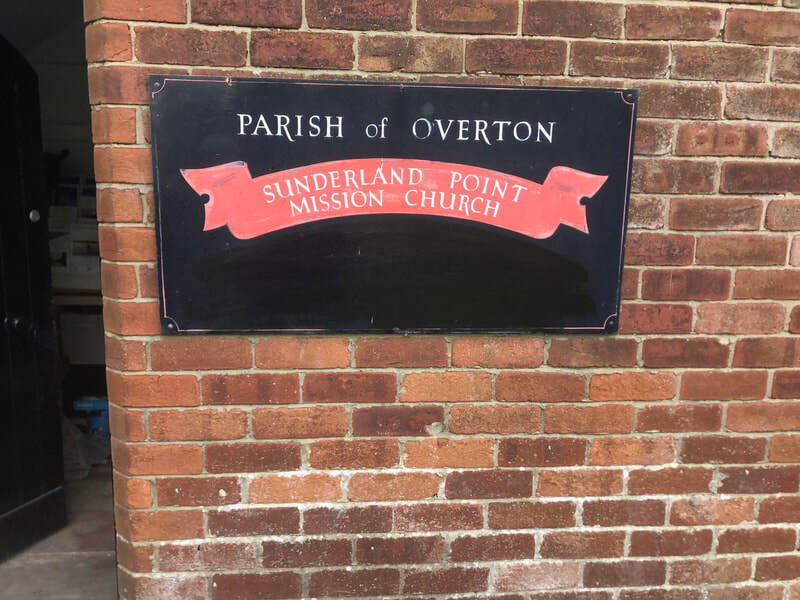 PARISH of OVERTON
SUNDERLAND POINT
MISSION CHURCH